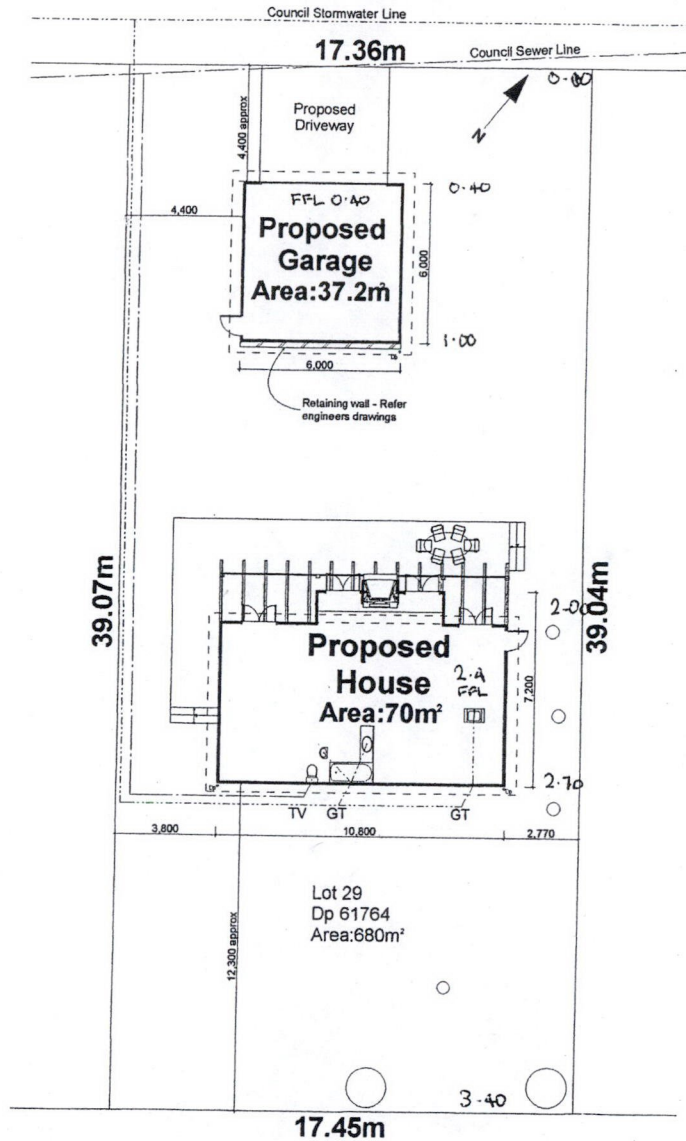 Council Stormwater Line
17.36m
Council Sewer Line
0.00
Proposed
Driveway
4,400 approx
N
FFL 0.40
0.40
4,400
Proposed
Garage
Area:37.2m²
6,000
1.00
6,000
Retaining wall - Refer
engineers drawings
39.07m
39.04m
2.00
Proposed
House
Area:70m²
2.4
FFL
7,200
2.70
TV
GT
GT
3,800
10,800
2,770
Lot 29
Dp 61764
Area:680m²
12,300 approx
3.40
17.45m